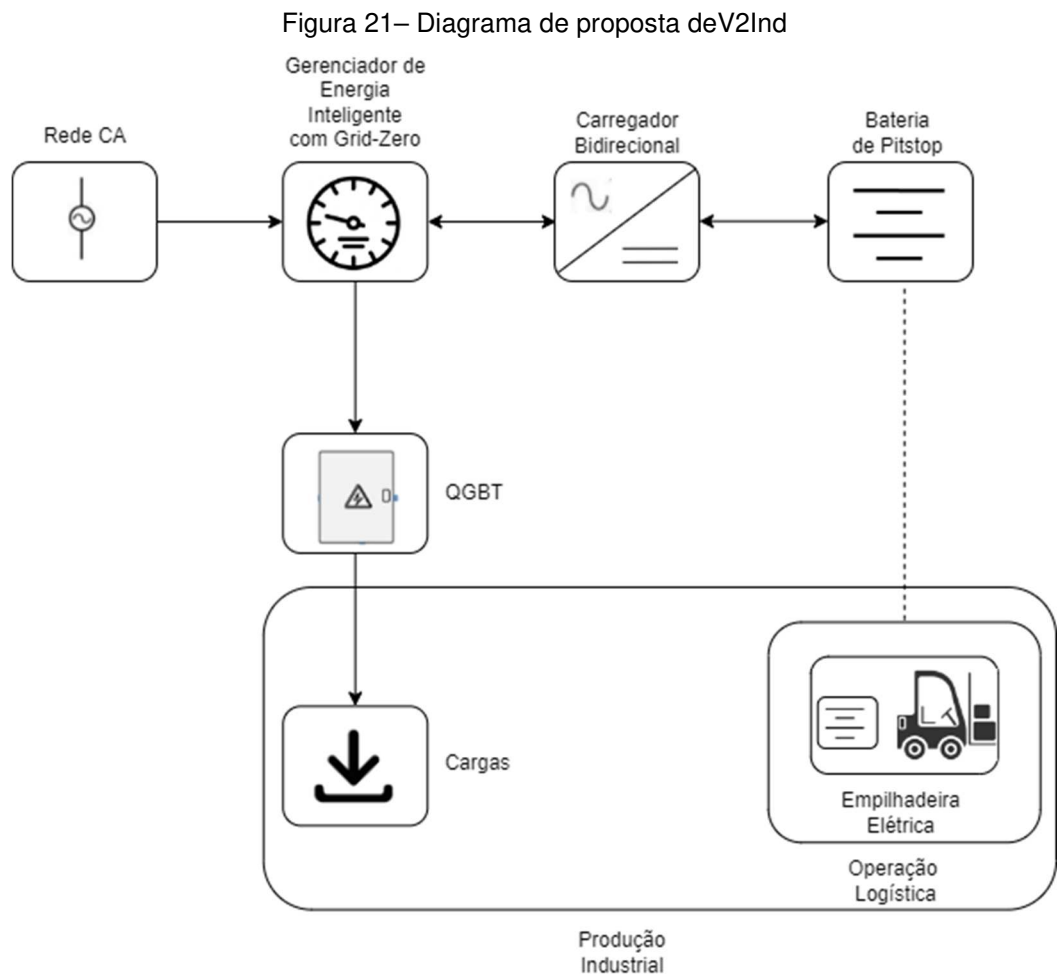 Figura 21– Diagrama de proposta deV2Ind
Gerenciador de
Energia
Inteligente
com Grid-Zero
Rede CA
Carregador
Bidirecional
Bateria
de Pitstop
QGBT
Cargas
Empilhadeira
Elétrica
Operação
Logística
Produção
Industrial